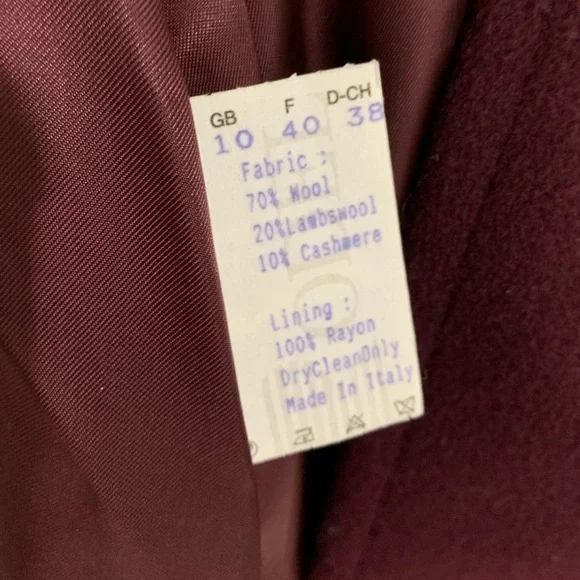 GB F D-CH
10 40 38
Fabric :
70% Wool
20%Lambswool
10% Cashmere
Lining :
100% Rayon
DryCleanOnly
Made In Italy